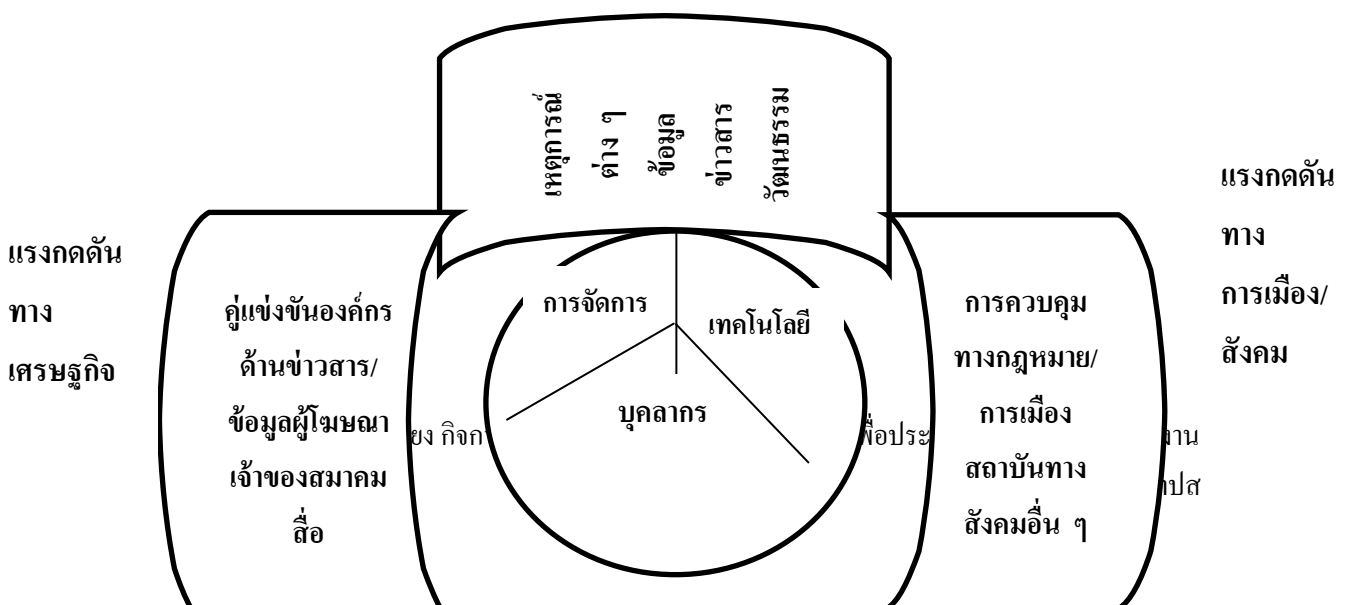 เหตุการณ์
ต่าง ๆ
ข้อมูล
ข่าวสาร
วัฒนธรรม
แรงกดดัน
ทาง
เศรษฐกิจ
คู่แข่งขันองค์กร
ด้านข่าวสาร/
ข้อมูลผู้โฆษณา
เจ้าของสมาคม
สื่อ
การจัดการ
เทคโนโลยี
บุคลากร
การควบคุม
ทางกฎหมาย/
การเมือง
สถาบันทาง
สังคมอื่น ๆ
แรงกดดัน
ทาง
การเมือง/
สังคม